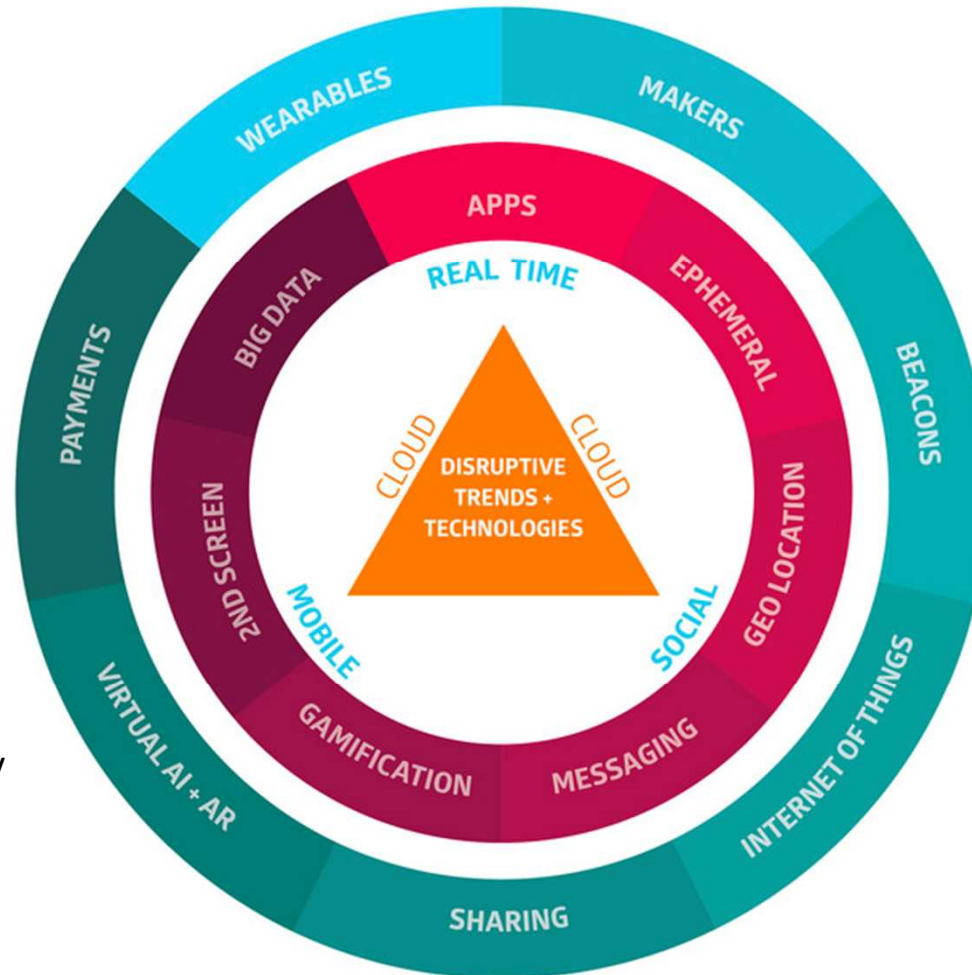 WEARABLES
MAKERS
BEACONS
INTERNET OF THINGS
SHARING
VIRTUAL AI + AR
PAYMENTS
APPS
EPHEMERAL
GEO LOCATION
MESSAGING
GAMIFICATION
2ND SCREEN
BIG DATA
REAL TIME
SOCIAL
MOBILE
CLOUD
CLOUD
DISRUPTIVE
TRENDS +
TECHNOLOGIES